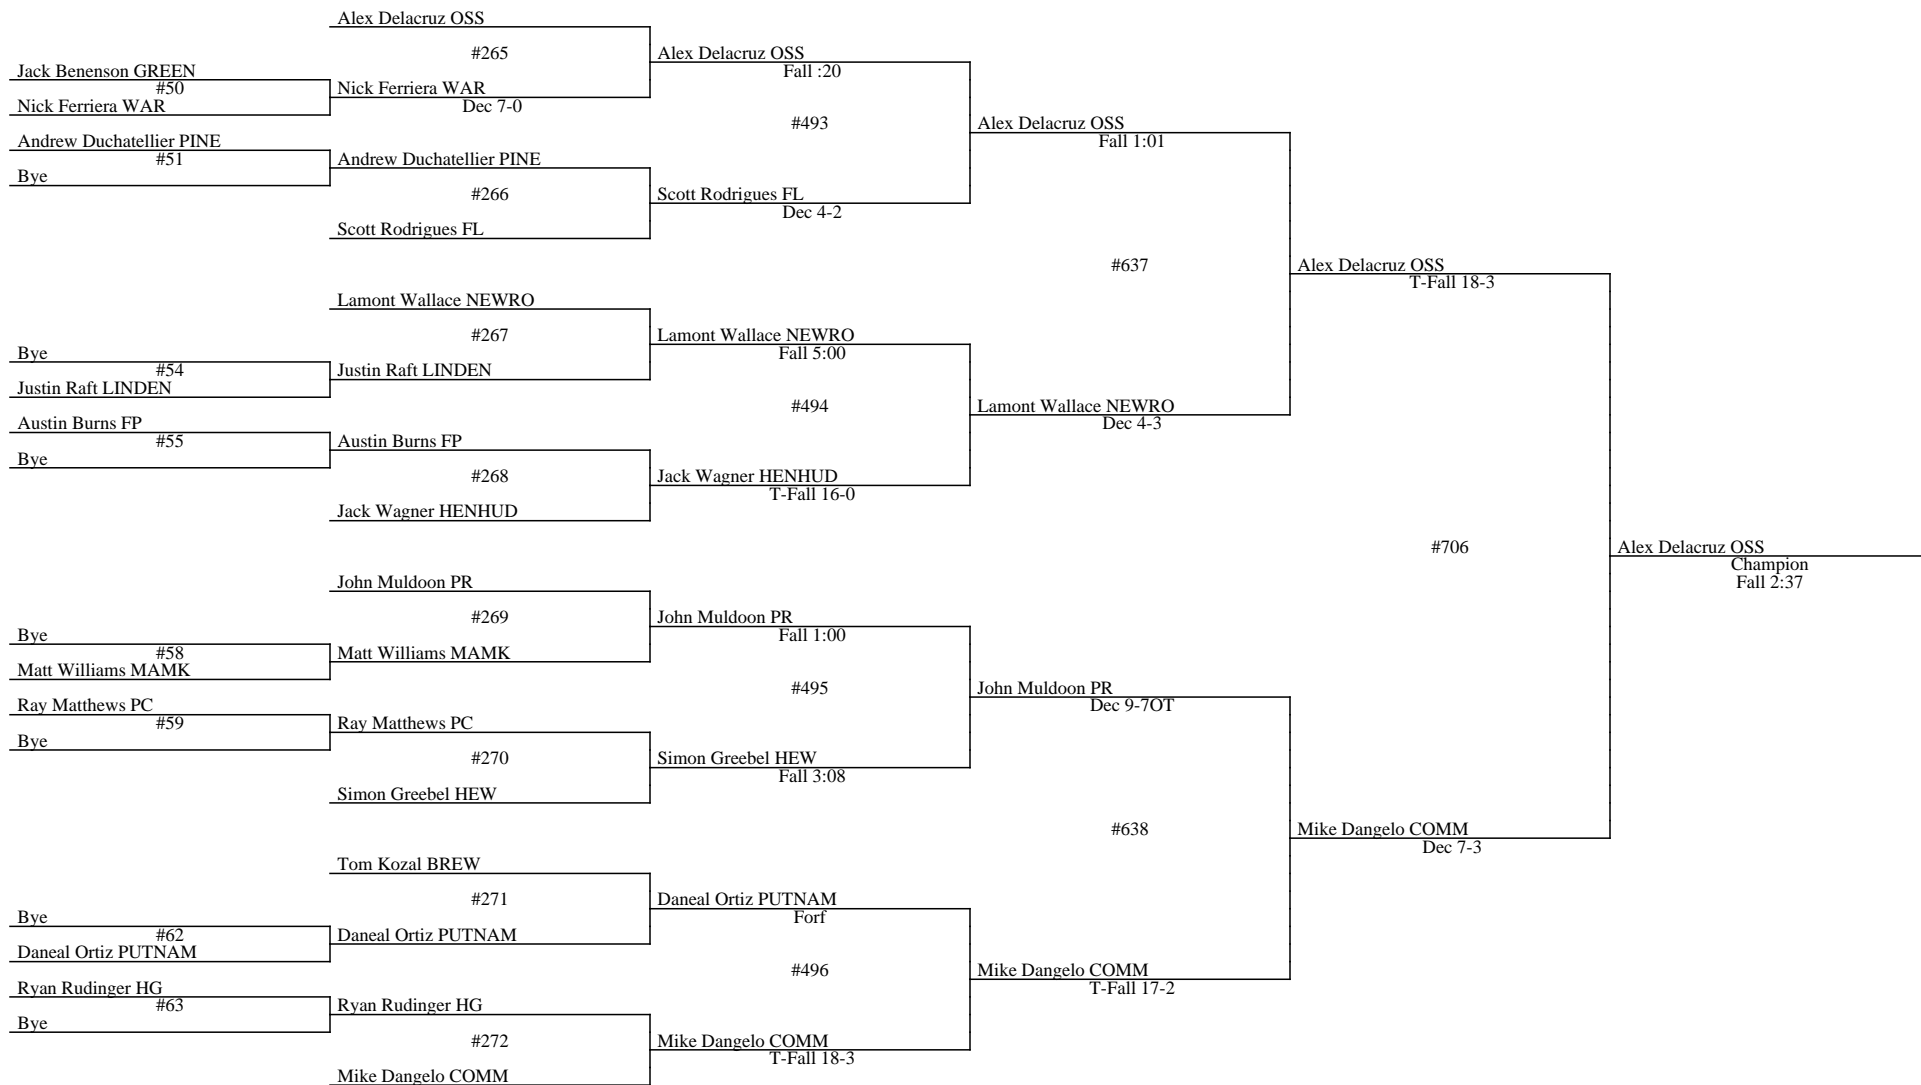 Alex Delacruz OSS
#265
Alex Delacruz OSS
Fall :20
Jack Benenson GREEN
#50
Nick Ferriera WAR
Dec 7-0
Nick Ferriera WAR
#493
Alex Delacruz OSS
Fall 1:01
Andrew Duchatellier PINE
#51
Andrew Duchatellier PINE
Bye
#266
Scott Rodrigues FL
Dec 4-2
Scott Rodrigues FL
#637
Alex Delacruz OSS
T-Fall 18-3
Lamont Wallace NEWRO
#267
Lamont Wallace NEWRO
Fall 5:00
Bye
#54
Justin Raft LINDEN
Justin Raft LINDEN
#494
Lamont Wallace NEWRO
Dec 4-3
Austin Burns FP
#55
Austin Burns FP
Bye
#268
Jack Wagner HENHUD
T-Fall 16-0
Jack Wagner HENHUD
#706
Alex Delacruz OSS
Champion
Fall 2:37
John Muldoon PR
#269
John Muldoon PR
Fall 1:00
Bye
#58
Matt Williams MAMK
Matt Williams MAMK
#495
John Muldoon PR
Dec 9-7OT
Ray Matthews PC
#59
Ray Matthews PC
Bye
#270
Simon Greebel HEW
Fall 3:08
Simon Greebel HEW
#638
Mike Dangelo COMM
Dec 7-3
Tom Kozal BREW
#271
Daneal Ortiz PUTNAM
Forf
Bye
#62
Daneal Ortiz PUTNAM
Daneal Ortiz PUTNAM
#496
Mike Dangelo COMM
T-Fall 17-2
Ryan Rudinger HG
#63
Ryan Rudinger HG
Bye
#272
Mike Dangelo COMM
T-Fall 18-3
Mike Dangelo COMM